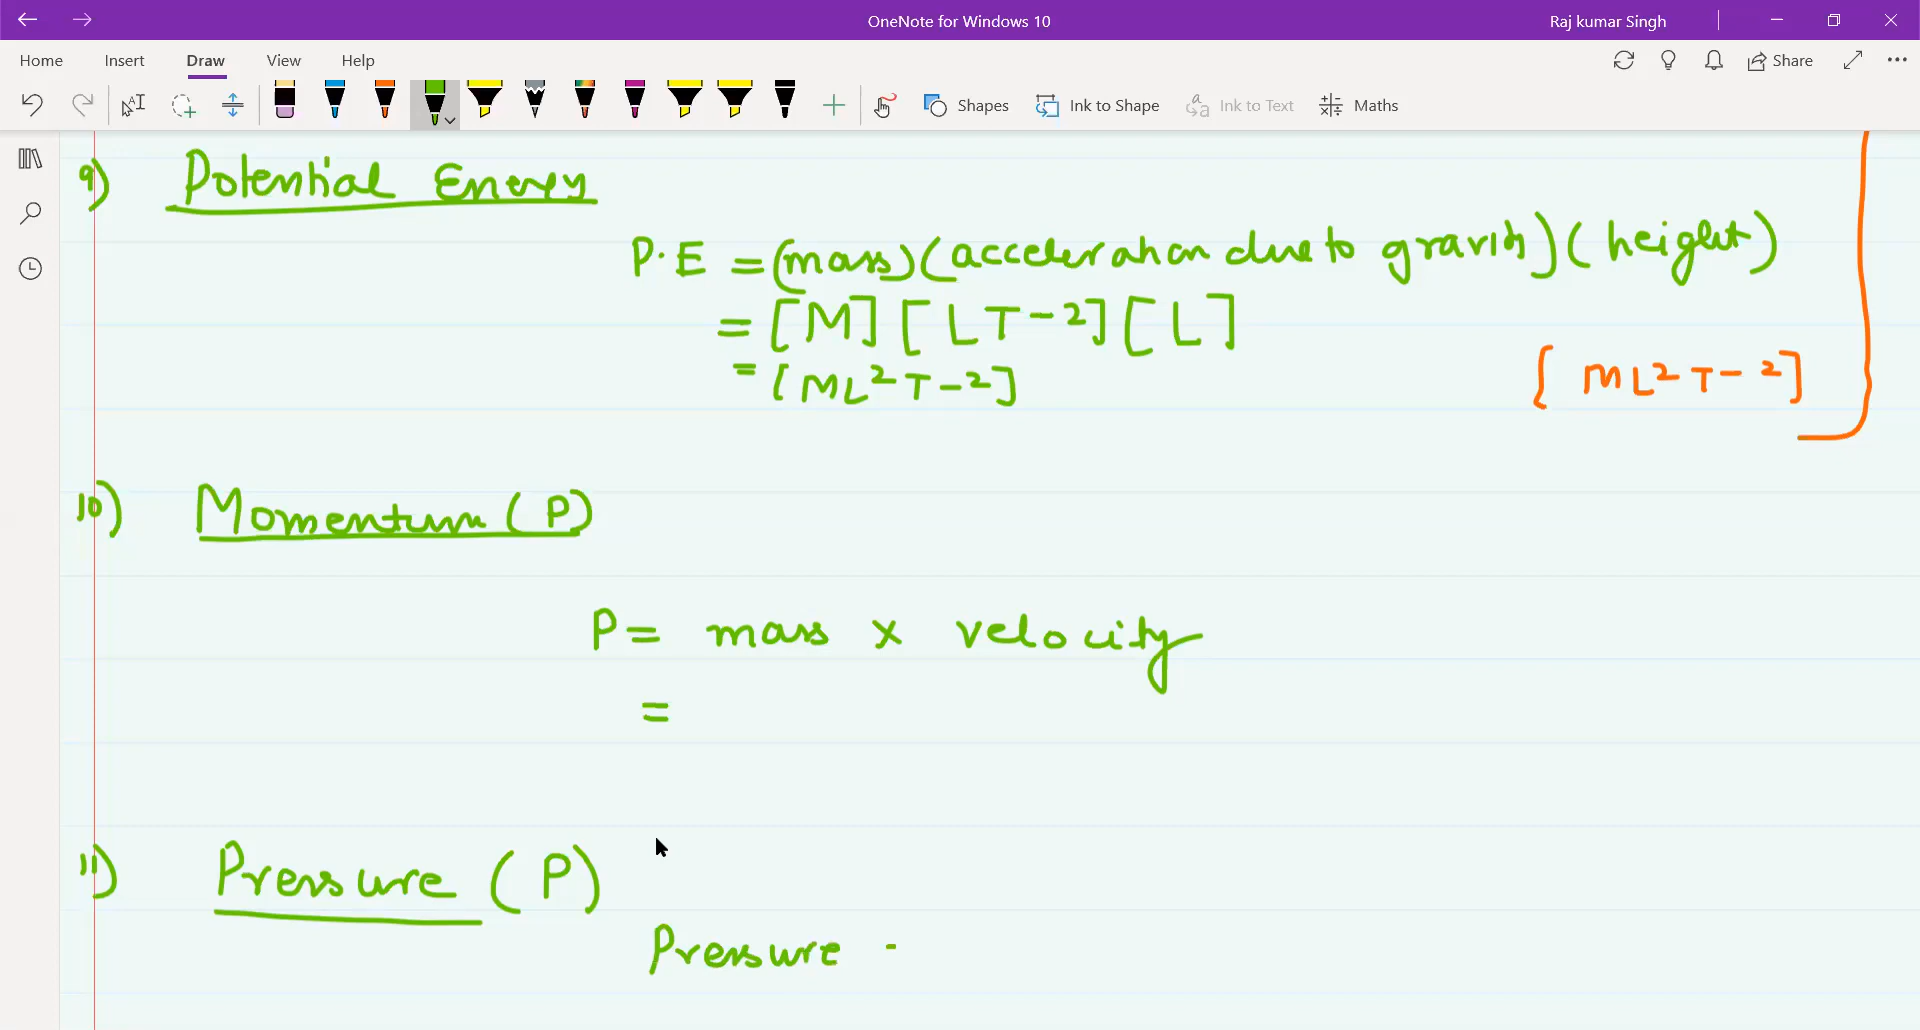 OneNote for Windows 10
Raj kumar Singh
Home Insert Draw View Help
Share
Shapes Ink to Shape Ink to Text Maths
9) Potential Energy
P.E = (mass) (acceleration due to gravity) (height)
= [M] [LT-2] [L]
= [ML2T-2]
[ML2T-2]
10) Momentum (P)
P = mass x velocity
=
11) Pressure (P)
Pressure -